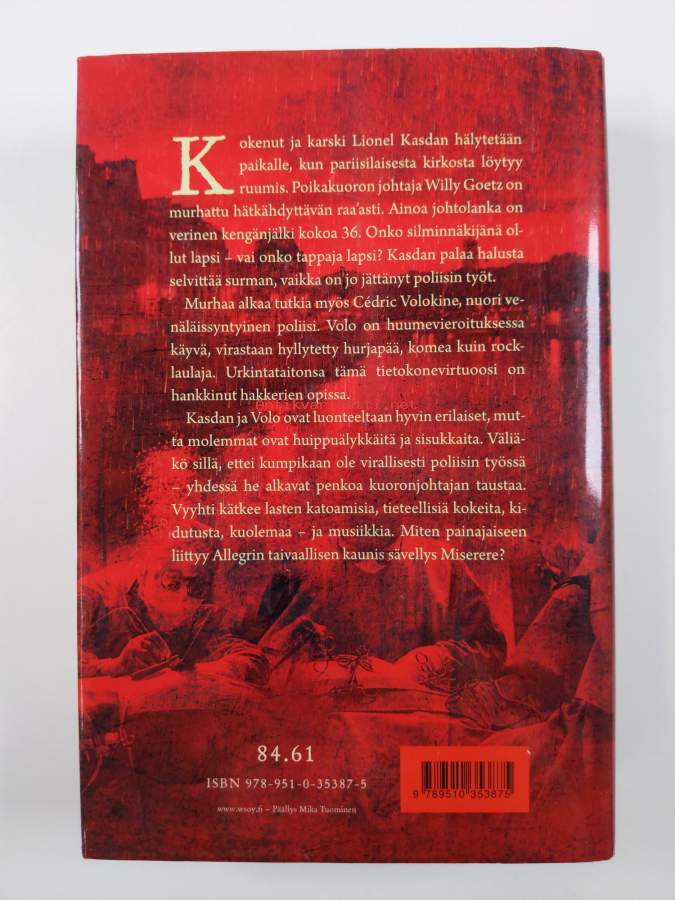 Kokenut ja karski Lionel Kasdan hälytetään
paikalle, kun pariisilaisesta kirkosta löytyy
ruumis. Poikakuoron johtaja Willy Goetz on
murhattu hätkähdyttävän raa'asti. Ainoa johtolanka on
verinen kengänjälki kokoa 36. Onko silminnäkijänä ol-
lut lapsi – vai onko tappaja lapsi? Kasdan palaa halusta
selvittää surman, vaikka on jo jättänyt poliisin työt.
Murhaa alkaa tutkia myös Cédric Volokine, nuori ve-
näläissyntyinen poliisi. Volo on huumevieroituksessa
käyvä, virastaan hyllytetty hurjapää, komea kuin rock-
laulaja. Urkintataitonsa tämä tietokonevirtuoosi on
hankkinut hakkerien opissa.
Kasdan ja Volo ovat luonteeltaan hyvin erilaiset, mut-
ta molemmat ovat huippuälykkäitä ja sisukkaita. Väliä-
kö sillä, ettei kumpikaan ole virallisesti poliisin työssä
– yhdessä he alkavat penkoa kuoronjohtajan taustaa.
Vyyhti kätkee lasten katoamisia, tieteellisiä kokeita, ki-
dutusta, kuolemaa – ja musiikkia. Miten painajaiseen
liittyy Allegrin taivaallisen kaunis sävellys Miserere?
84.61
ISBN 978-951-0-35387-5
www.wsoy.fi – Päällys Mika Tuominen
9 789510 353875